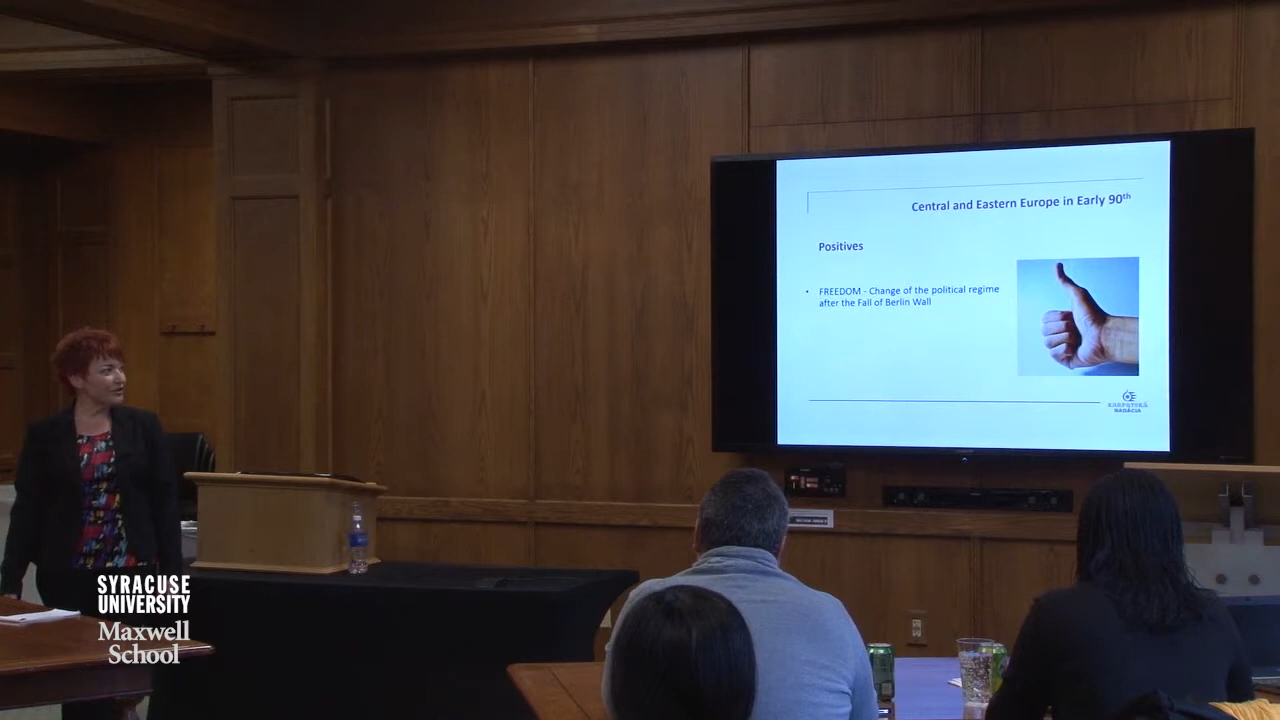 Central and Eastern Europe in Early 90th
Positives
• FREEDOM - Change of the political regime
after the Fall of Berlin Wall
KARPATSKÁ
NADÁCIA
SYRACUSE
UNIVERSITY
Maxwell
School